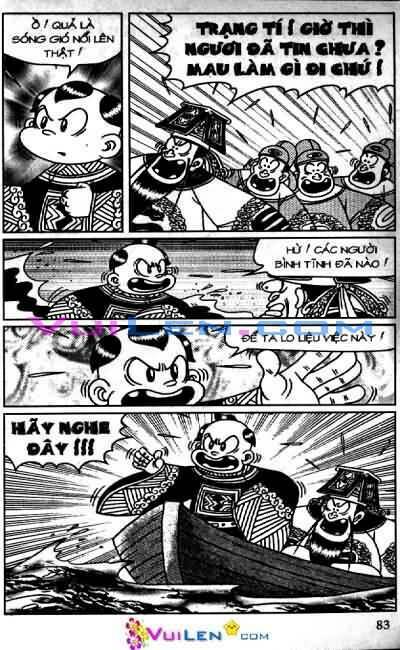 Ồ! QUẢ LÀ
SÓNG GIÓ NỔI LÊN
THẬT!
TRẠNG TÍ! GIỜ THÌ
NGƯƠI ĐÃ TIN CHƯA?
MAU LÀM GÌ ĐI CHỨ!
HỪ! CÁC NGƯỜI
BÌNH TĨNH ĐÃ NÀO!
VuiLen.com
ĐỂ TA LO LIỆU VIỆC NÀY!
HÃY NGHE
ĐÂY!!!
83
VuiLen.com